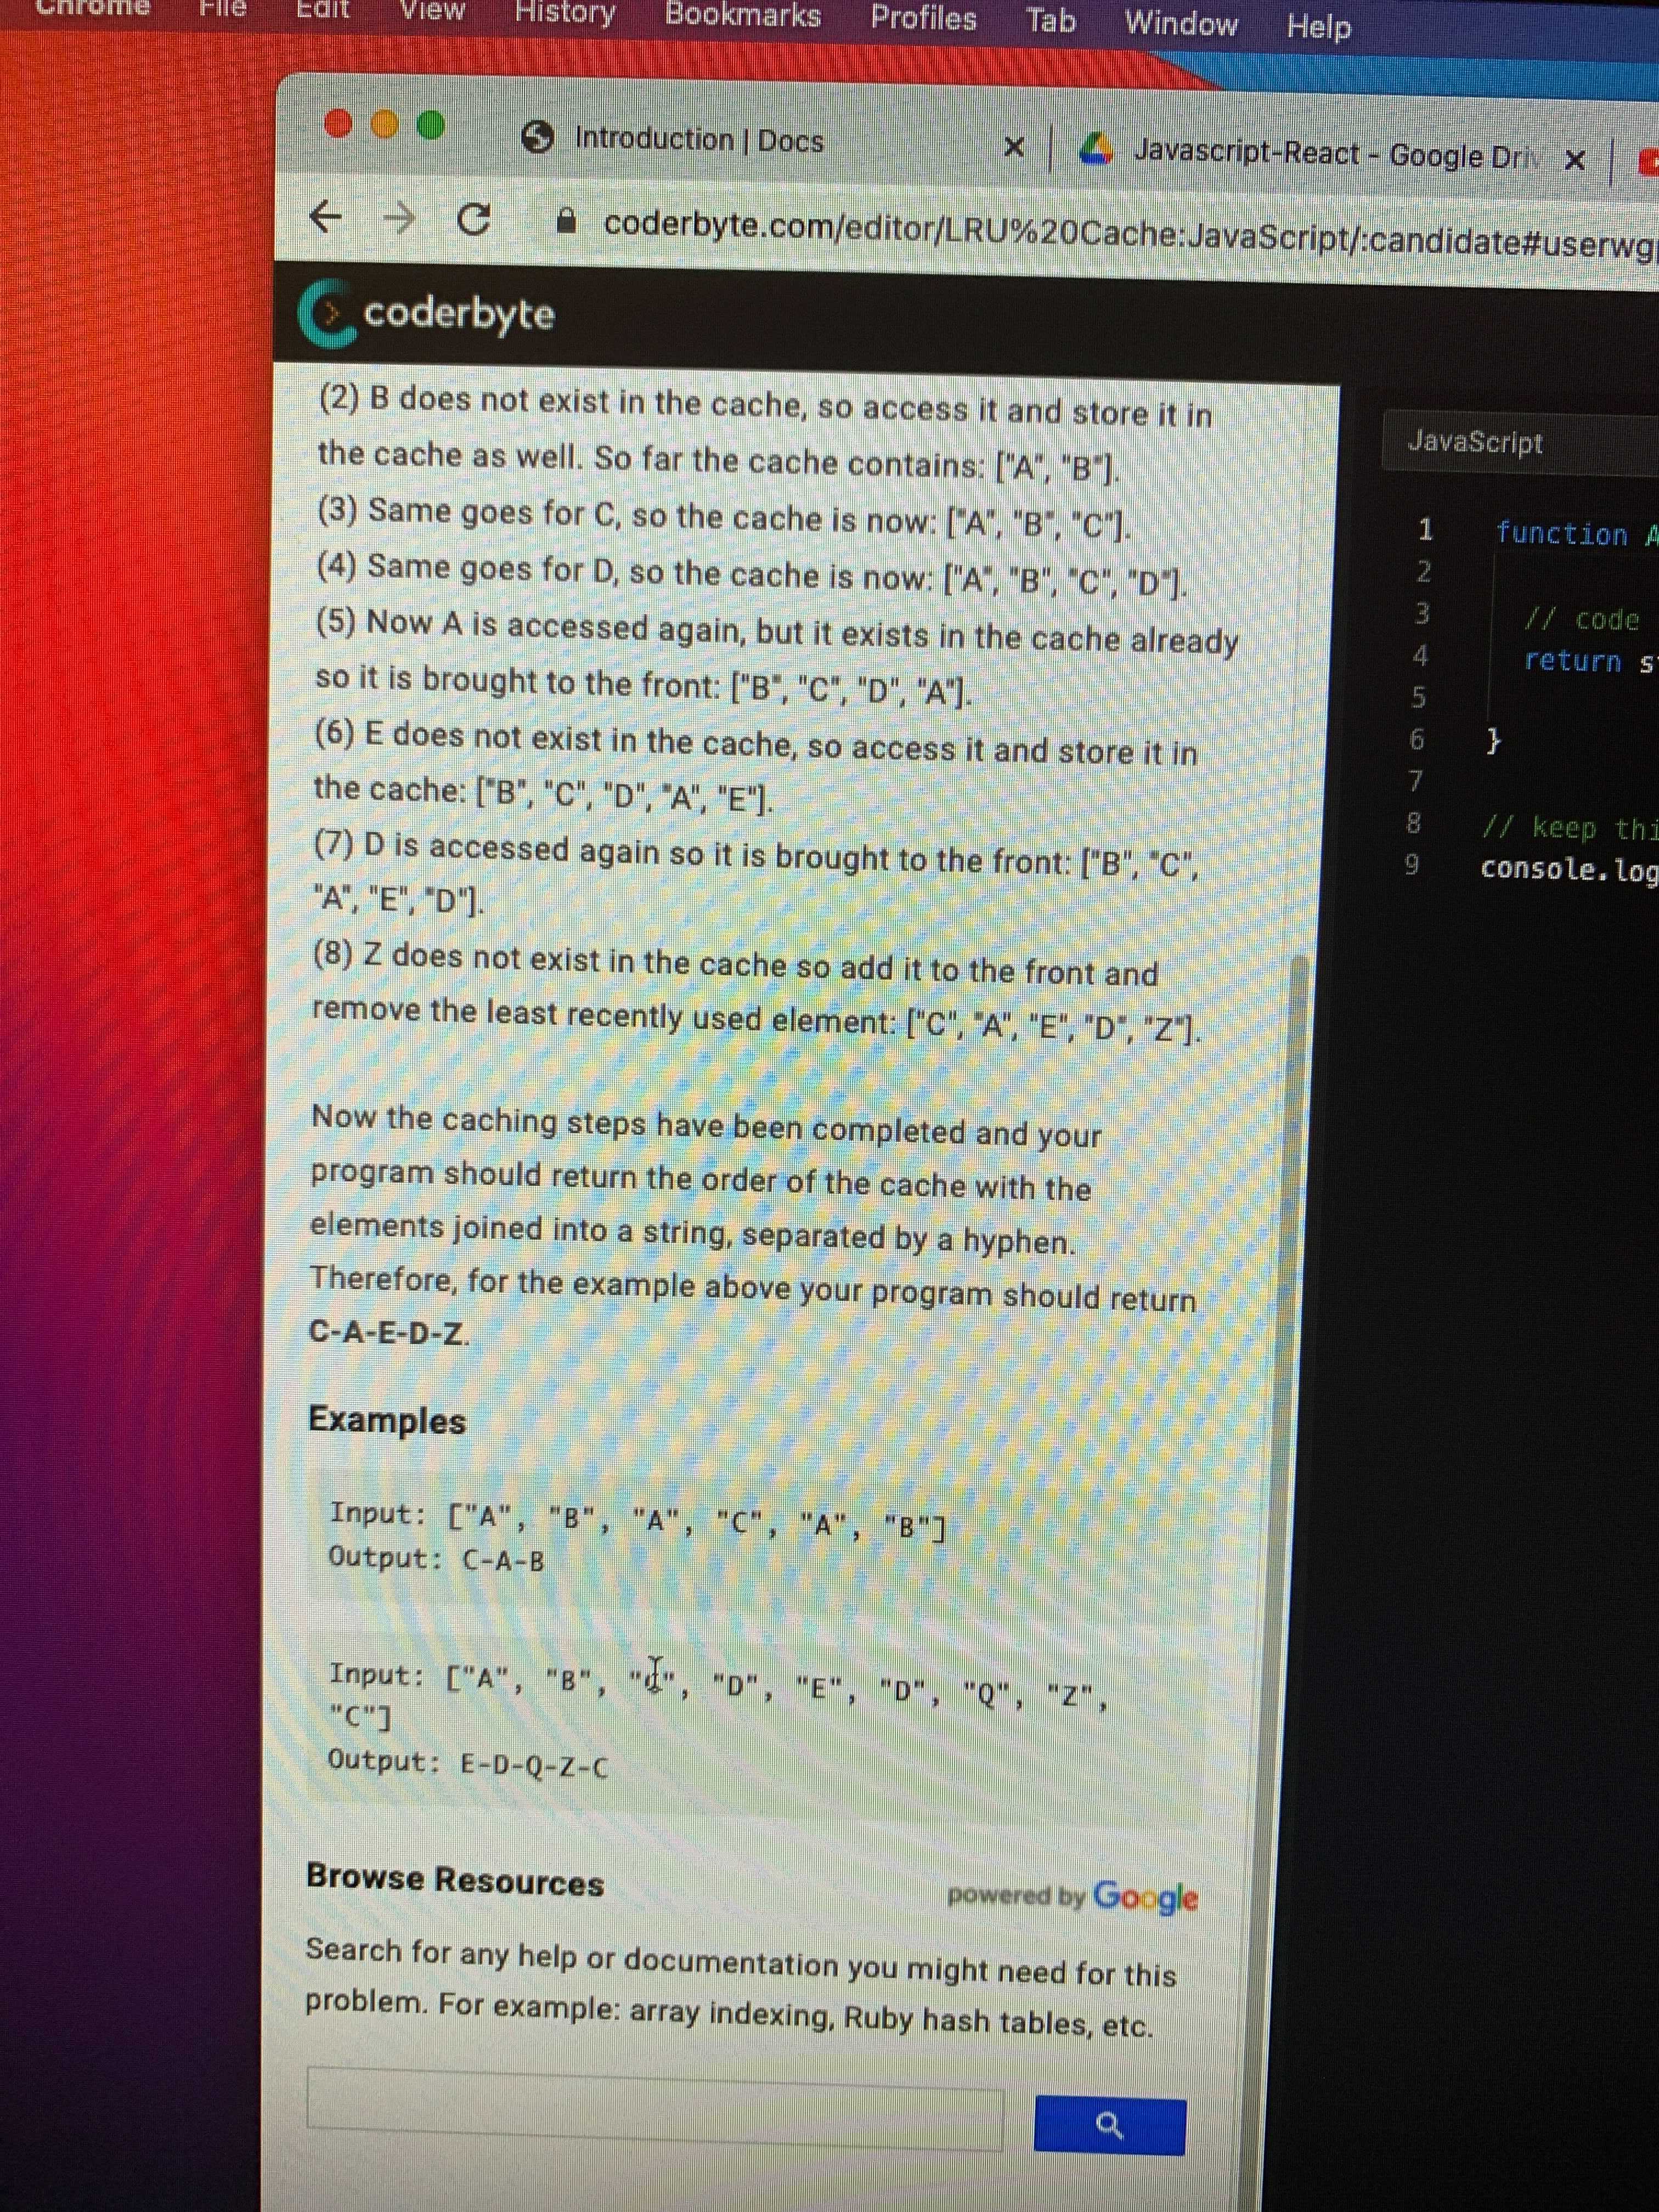 Chrome File Edit View History Bookmarks Profiles Tab Window Help
Introduction | Docs
Javascript-React - Google Driv
coderbyte.com/editor/LRU%20Cache:JavaScript/:candidate#userwg
coderbyte
(2) B does not exist in the cache, so access it and store it in
the cache as well. So far the cache contains: ["A", "B"].
(3) Same goes for C, so the cache is now: ["A", "B", "C"].
(4) Same goes for D, so the cache is now: ["A", "B", "C", "D"].
(5) Now A is accessed again, but it exists in the cache already
so it is brought to the front: ["B", "C", "D", "A"].
(6) E does not exist in the cache, so access it and store it in
the cache: ["B", "C", "D", "A", "E"].
(7) D is accessed again so it is brought to the front: ["B", "C",
"A", "E", "D"].
(8) Z does not exist in the cache so add it to the front and
remove the least recently used element: ["C", "A", "E", "D", "Z"].
Now the caching steps have been completed and your
program should return the order of the cache with the
elements joined into a string, separated by a hyphen.
Therefore, for the example above your program should return
C-A-E-D-Z.
Examples
Input: ["A", "B", "A", "C", "A", "B"]
Output: C-A-B
Input: ["A", "B", "C", "D", "E", "D", "Q", "Z",
"C"]
Output: E-D-Q-Z-C
Browse Resources
powered by Google
Search for any help or documentation you might need for this
problem. For example: array indexing, Ruby hash tables, etc.
JavaScript
1 function A
2
3 // code
4 return s
5
6 }
7
8 // keep thi
9 console.log